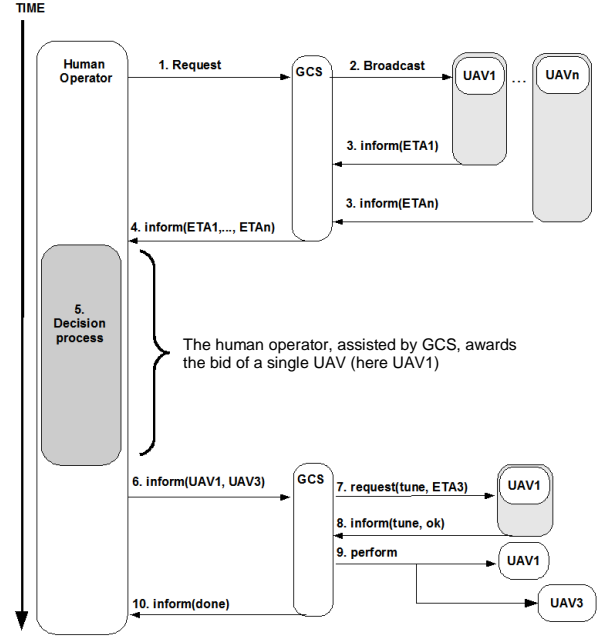 TIME
Human
Operator
1. Request
GCS
2. Broadcast
UAV1
...
UAVn
3. inform(ETA1)
3. inform(ETAn)
4. inform(ETA1,..., ETAn)
5.
Decision
process
The human operator, assisted by GCS, awards
the bid of a single UAV (here UAV1)
6. inform(UAV1, UAV3)
GCS
7. request(tune, ETA3)
UAV1
8. inform(tune, ok)
9. perform
UAV1
10. inform(done)
UAV3